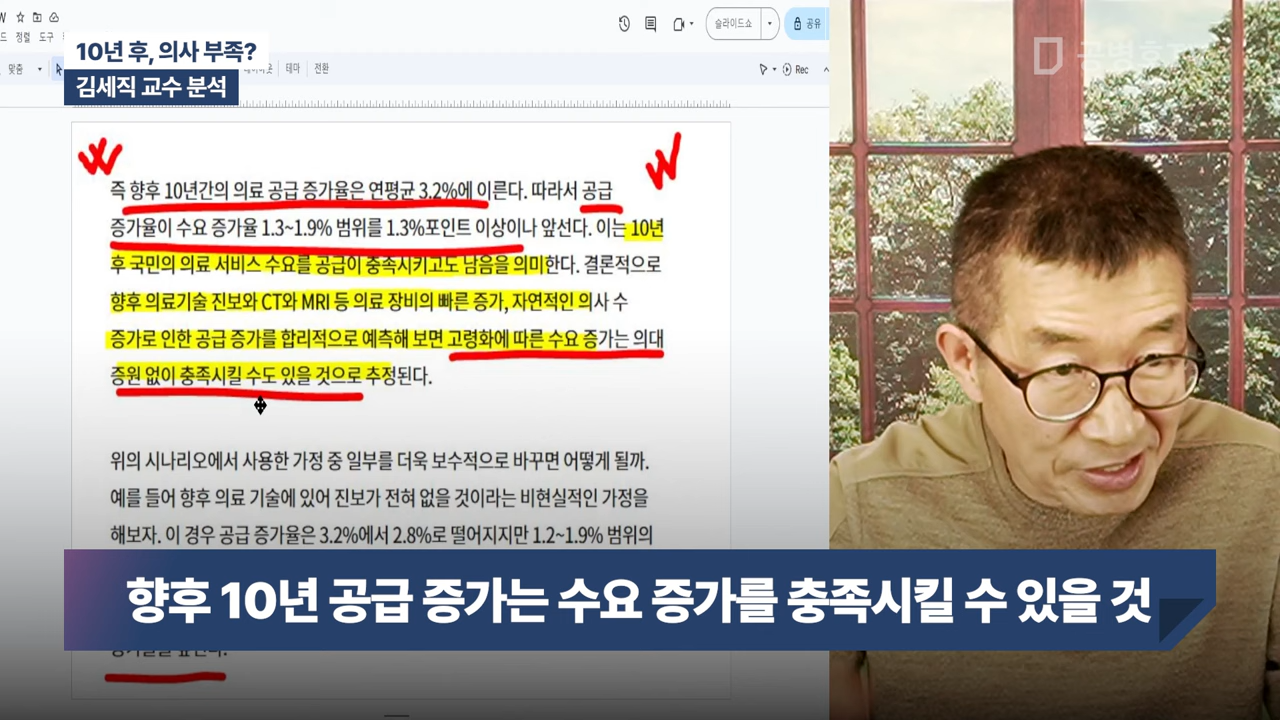 10년 후, 의사 부족?
김세직 교수 분석
정렬 도구
슬라이드쇼
공유
맞춤
테마
전환
Rec
공병호TV
즉 향후 10년간의 의료 공급 증가율은 연평균 3.2%에 이른다. 따라서 공급
증가율이 수요 증가율 1.3~1.9% 범위를 1.3%포인트 이상이나 앞선다. 이는 10년
후 국민의 의료 서비스 수요를 공급이 충족시키고도 남음을 의미한다. 결론적으로
향후 의료기술 진보와 CT와 MRI 등 의료 장비의 빠른 증가, 자연적인 의사 수
증가로 인한 공급 증가를 합리적으로 예측해 보면 고령화에 따른 수요 증가는 의대
증원 없이 충족시킬 수도 있을 것으로 추정된다.
위의 시나리오에서 사용한 가정 중 일부를 더욱 보수적으로 바꾸면 어떻게 될까.
예를 들어 향후 의료 기술에 있어 진보가 전혀 없을 것이라는 비현실적인 가정을
해보자. 이 경우 공급 증가율은 3.2%에서 2.8%로 떨어지지만 1.2~1.9% 범위의
향후 10년 공급 증가는 수요 증가를 충족시킬 수 있을 것